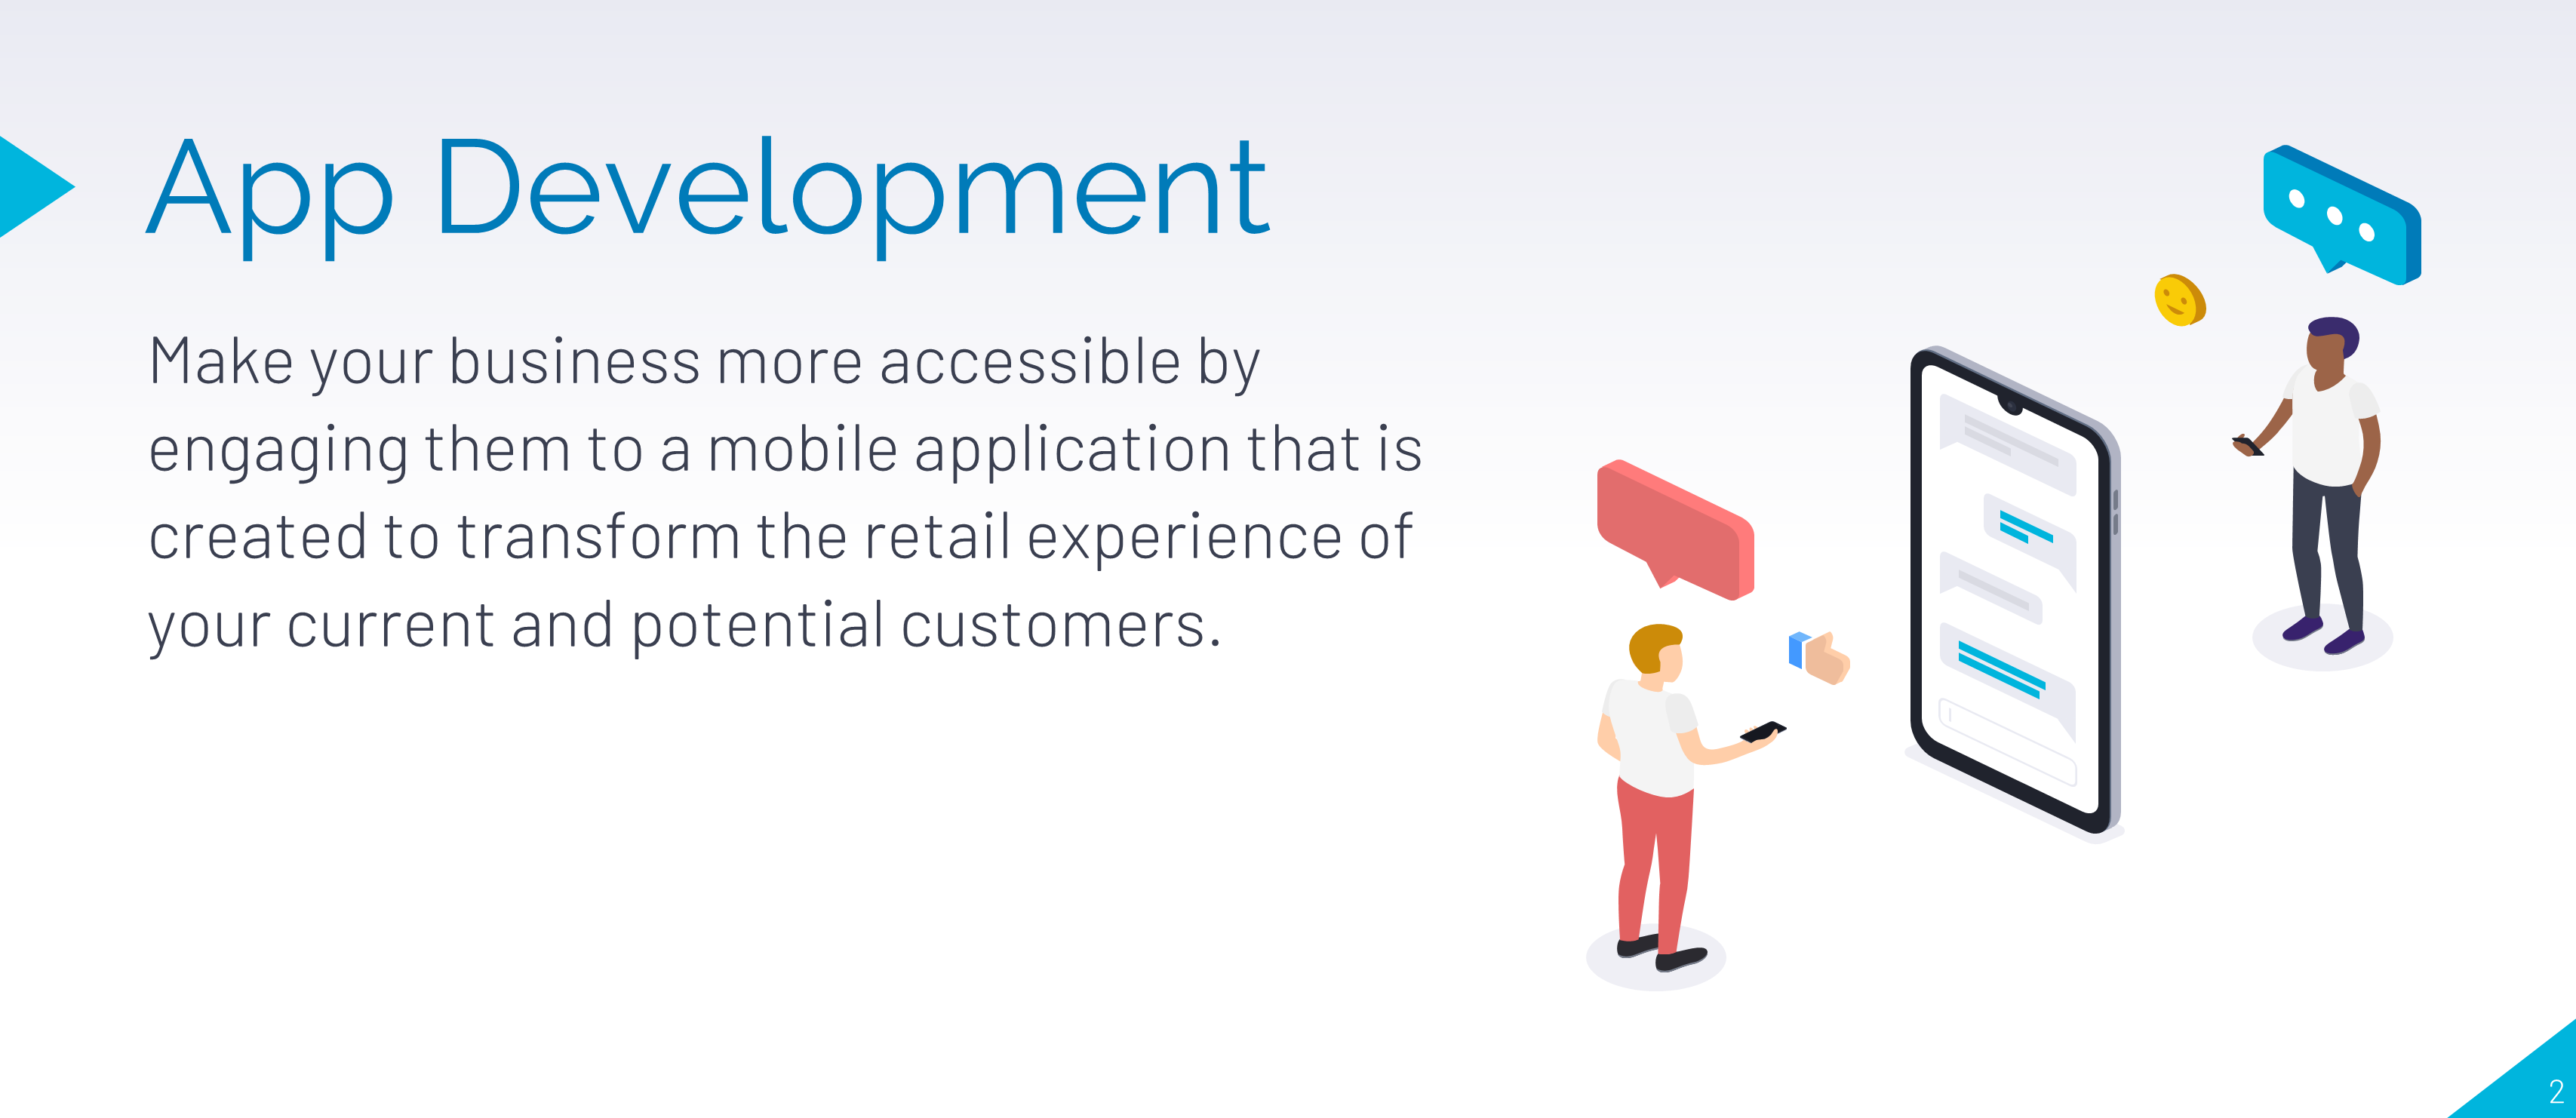 App Development
Make your business more accessible by
engaging them to a mobile application that is
created to transform the retail experience of
your current and potential customers.
2